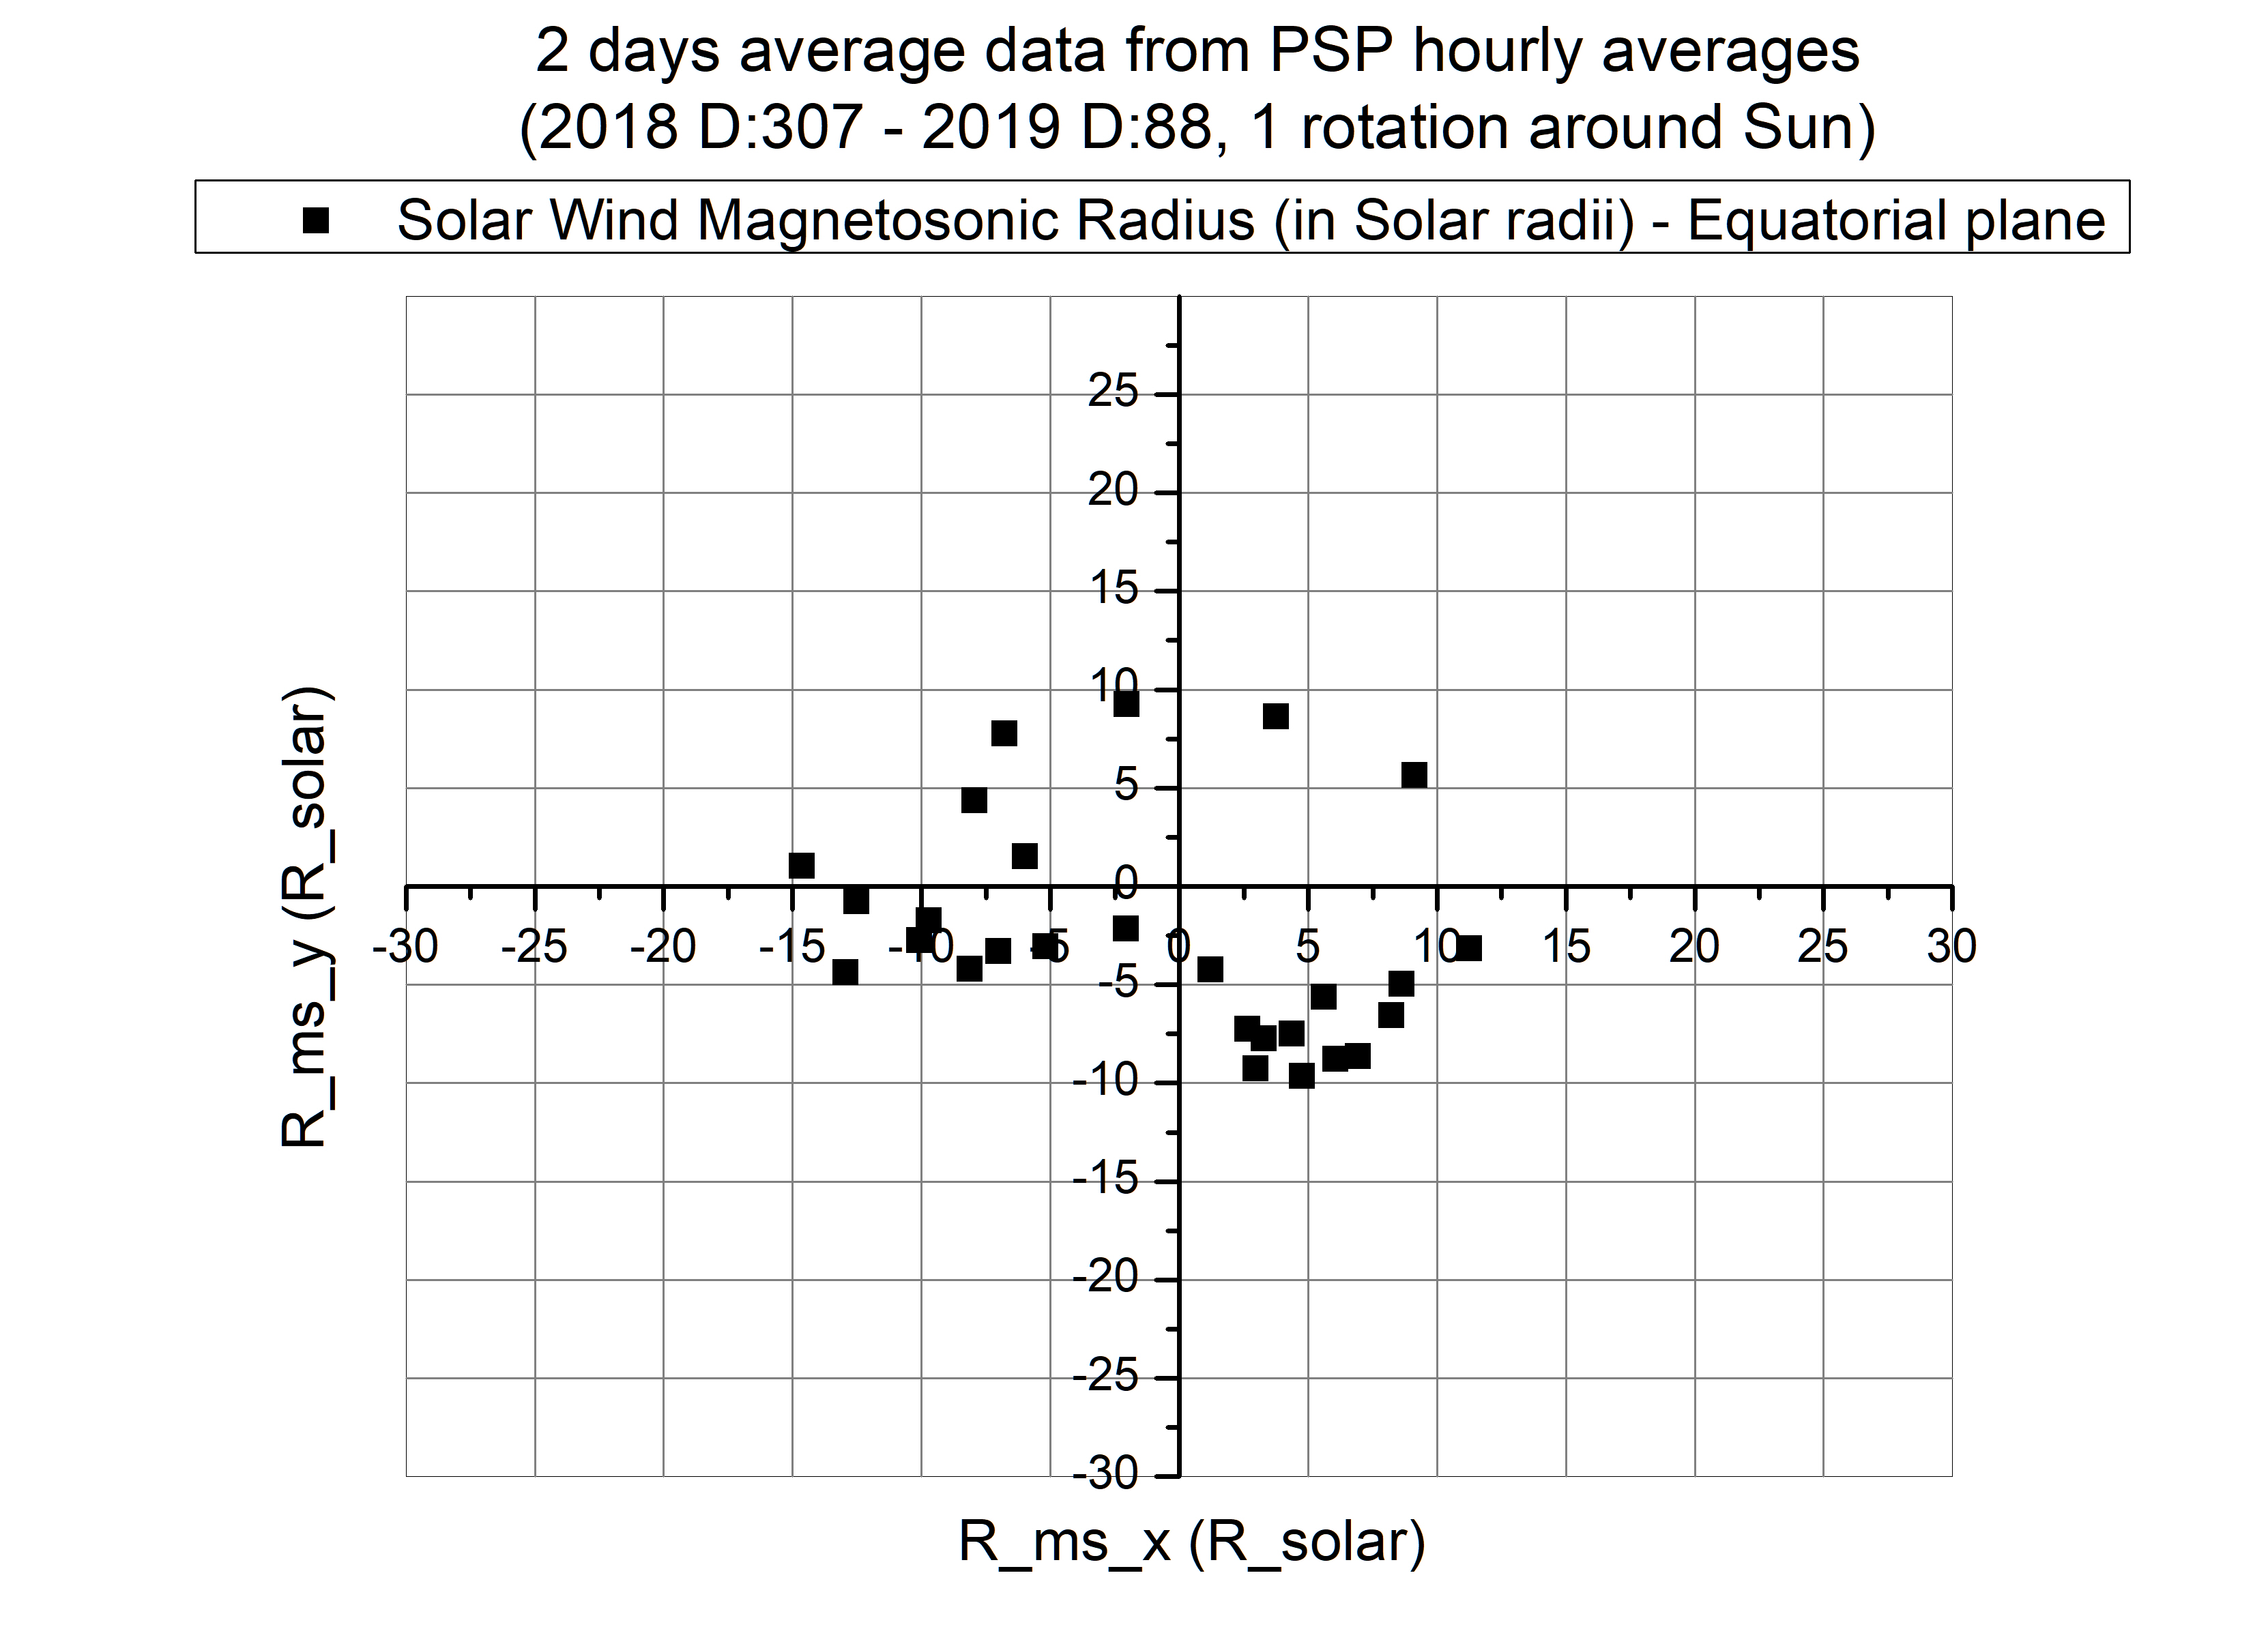 2 days average data from PSP hourly averages
(2018 D:307 - 2019 D:88, 1 rotation around Sun)
Solar Wind Magnetosonic Radius (in Solar radii) - Equatorial plane
25
20
15
10
5
0
-30 -25 -20 -15 -10 -5 0 5 10 15 20 25 30
-5
-10
-15
-20
-25
-30
R_ms_y (R_solar)
R_ms_x (R_solar)